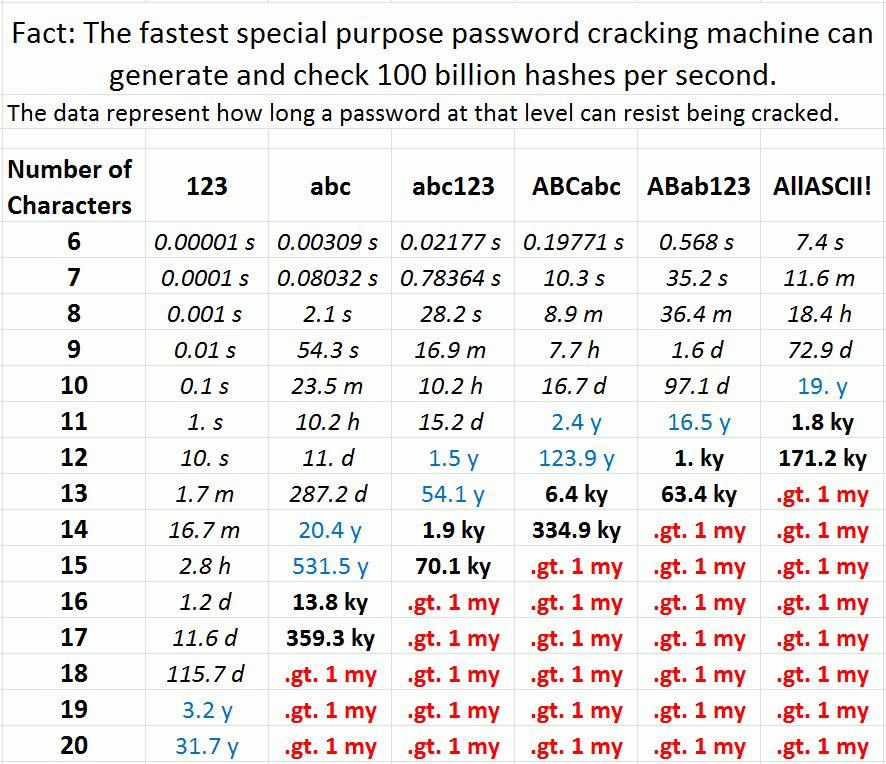 Fact: The fastest special purpose password cracking machine can
generate and check 100 billion hashes per second.
The data represent how long a password at that level can resist being cracked.
Number of Characters 123 abc abc123 ABCabc ABab123 AllASCII!
6 0.00001 s 0.00309 s 0.02177 s 0.19771 s 0.568 s 7.4 s
7 0.0001 s 0.08032 s 0.78364 s 10.3 s 35.2 s 11.6 m
8 0.001 s 2.1 s 28.2 s 8.9 m 36.4 m 18.4 h
9 0.01 s 54.3 s 16.9 m 7.7 h 1.6 d 72.9 d
10 0.1 s 23.5 m 10.2 h 16.7 d 97.1 d 19. y
11 1. s 10.2 h 15.2 d 2.4 y 16.5 y 1.8 ky
12 10. s 11. d 1.5 y 123.9 y 1. ky 171.2 ky
13 1.7 m 287.2 d 54.1 y 6.4 ky 63.4 ky .gt. 1 my
14 16.7 m 20.4 y 1.9 ky 334.9 ky .gt. 1 my .gt. 1 my
15 2.8 h 531.5 y 70.1 ky .gt. 1 my .gt. 1 my .gt. 1 my
16 1.2 d 13.8 ky .gt. 1 my .gt. 1 my .gt. 1 my .gt. 1 my
17 11.6 d 359.3 ky .gt. 1 my .gt. 1 my .gt. 1 my .gt. 1 my
18 115.7 d .gt. 1 my .gt. 1 my .gt. 1 my .gt. 1 my .gt. 1 my
19 3.2 y .gt. 1 my .gt. 1 my .gt. 1 my .gt. 1 my .gt. 1 my
20 31.7 y .gt. 1 my .gt. 1 my .gt. 1 my .gt. 1 my .gt. 1 my